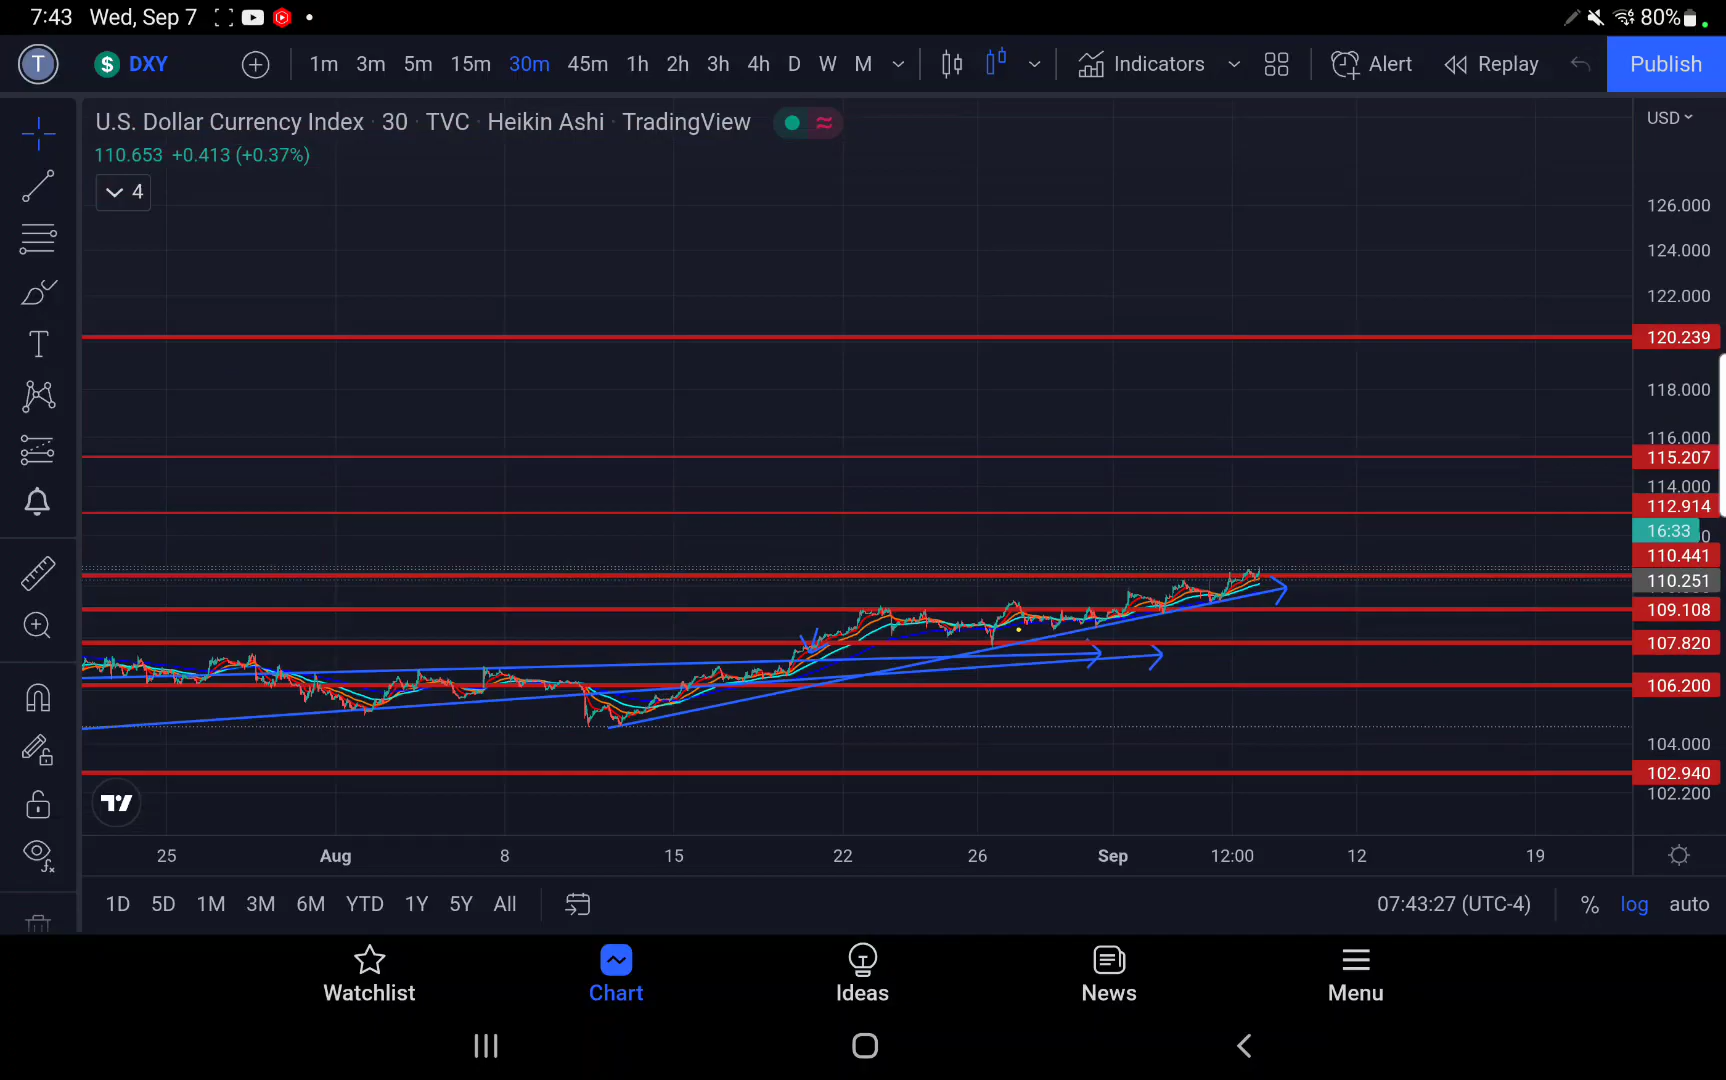 7:43 Wed, Sep 7 80%
T $ DXY 1m 3m 5m 15m 30m 45m 1h 2h 3h 4h D W M Indicators Alert Replay Publish
U.S. Dollar Currency Index · 30 · TVC · Heikin Ashi · TradingView
USD
110.653 +0.413 (+0.37%)
4
126.000
124.000
122.000
120.239
118.000
116.000
115.207
114.000
112.914
16:33
110.441
110.251
109.108
107.820
106.200
104.000
102.940
102.200
25 Aug 8 15 22 26 Sep 12:00 12 19
1D 5D 1M 3M 6M YTD 1Y 5Y All 07:43:27 (UTC-4) % log auto
Watchlist Chart Ideas News Menu